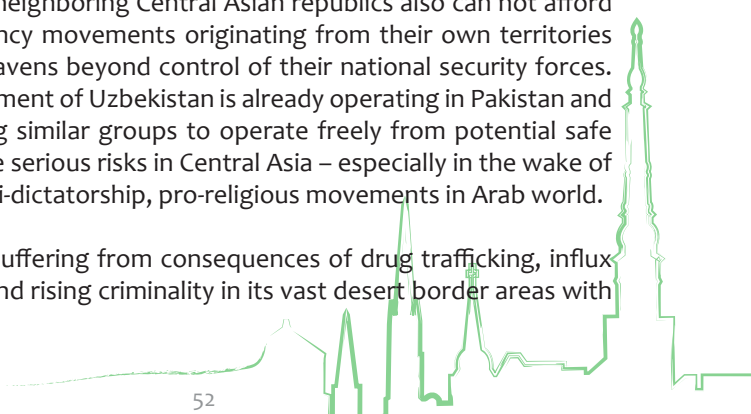 neighboring Central Asian republics also can not afford
ncy movements originating from their own territories
avens beyond control of their national security forces.
ment of Uzbekistan is already operating in Pakistan and
g similar groups to operate freely from potential safe
e serious risks in Central Asia – especially in the wake of
i-dictatorship, pro-religious movements in Arab world.
uffering from consequences of drug trafficking, influx
nd rising criminality in its vast desert border areas with
52